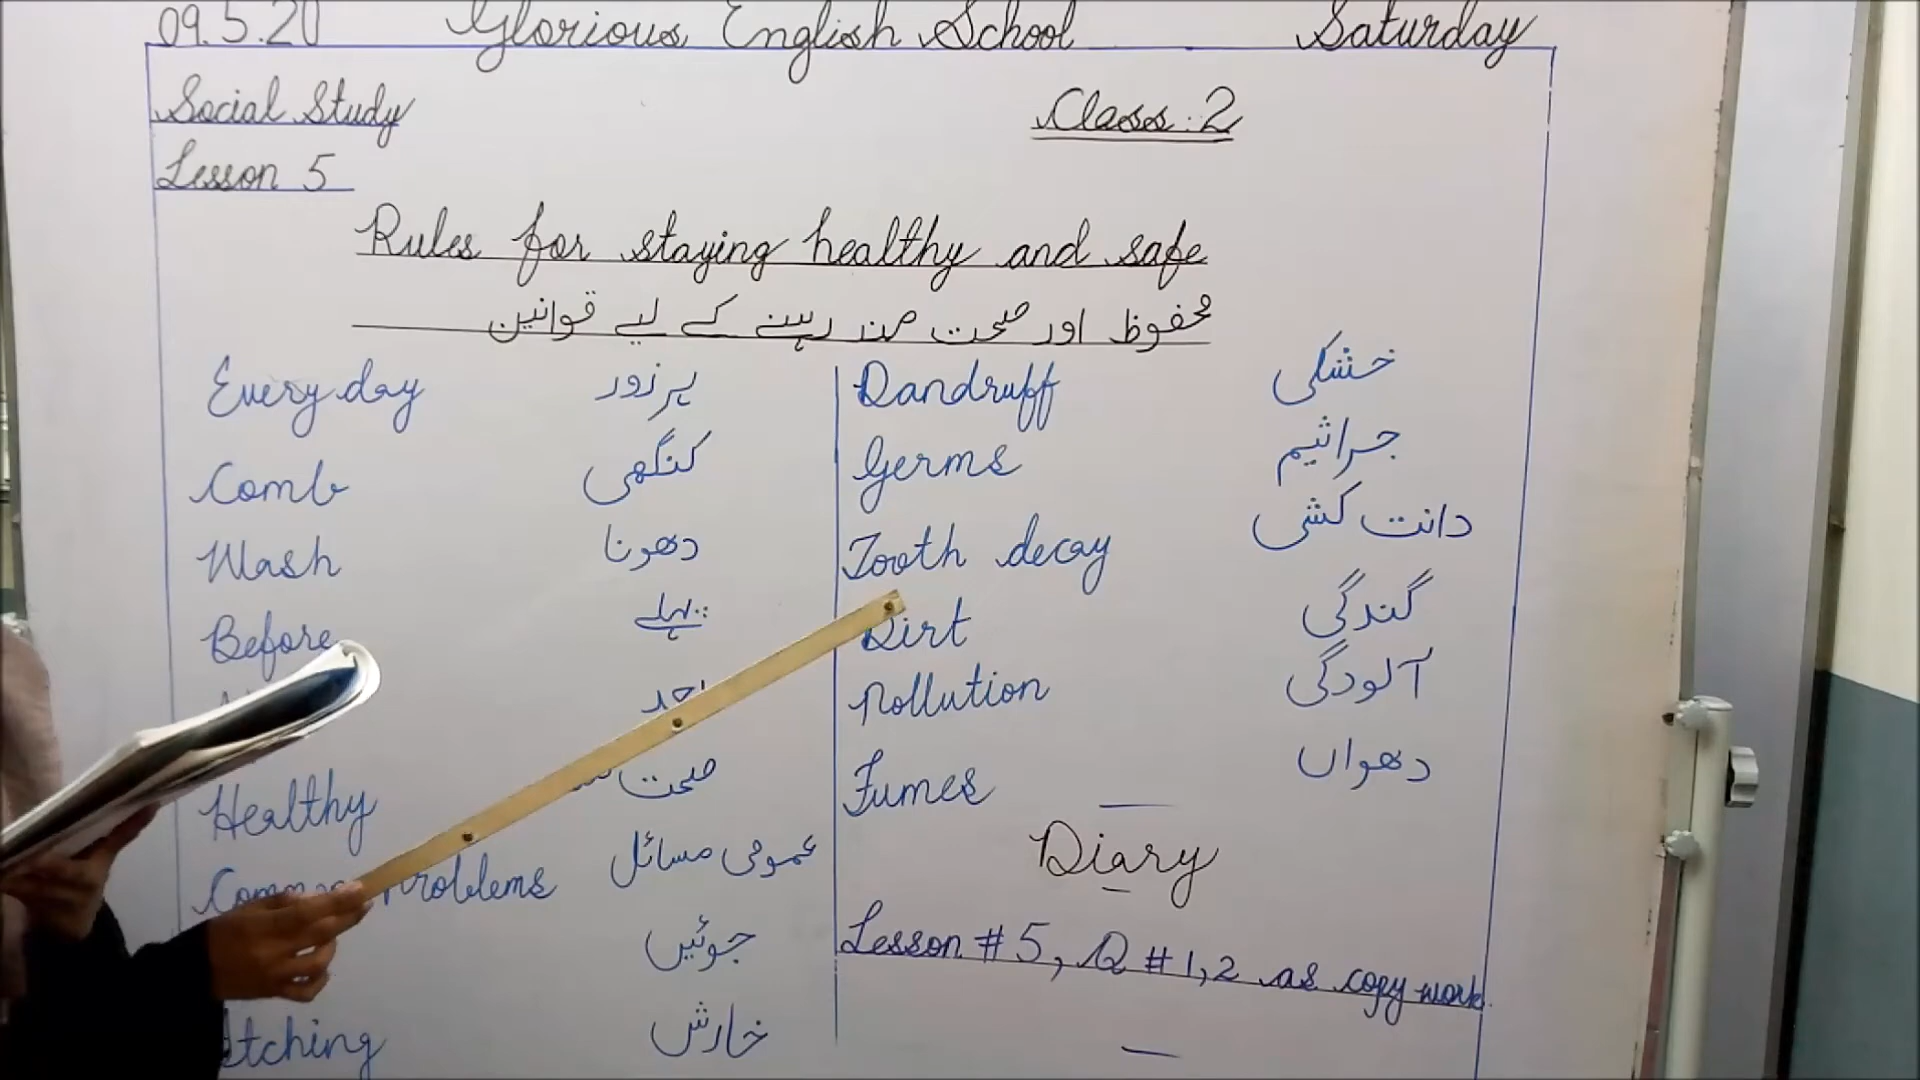 09.5.20 Glorious English School Saturday
Social Study Class: 2
Lesson 5
Rules for staying healthy and safe
محفوظ اور صحت مند رہنے کے لیے قوانین
Every day ہر زور
Comb کنگھی
Wash دھونا
Before پہلے
Healthy صحت
Problems عمومی مسائل
جوئیں
Itching خارش
Dandruff خشکی
Germs جراثیم
Tooth decay دانت کشی
Dirt گندگی
Pollution آلودگی
Fumes دھواں
Diary
Lesson # 5, Q # 1,2 as copy work.